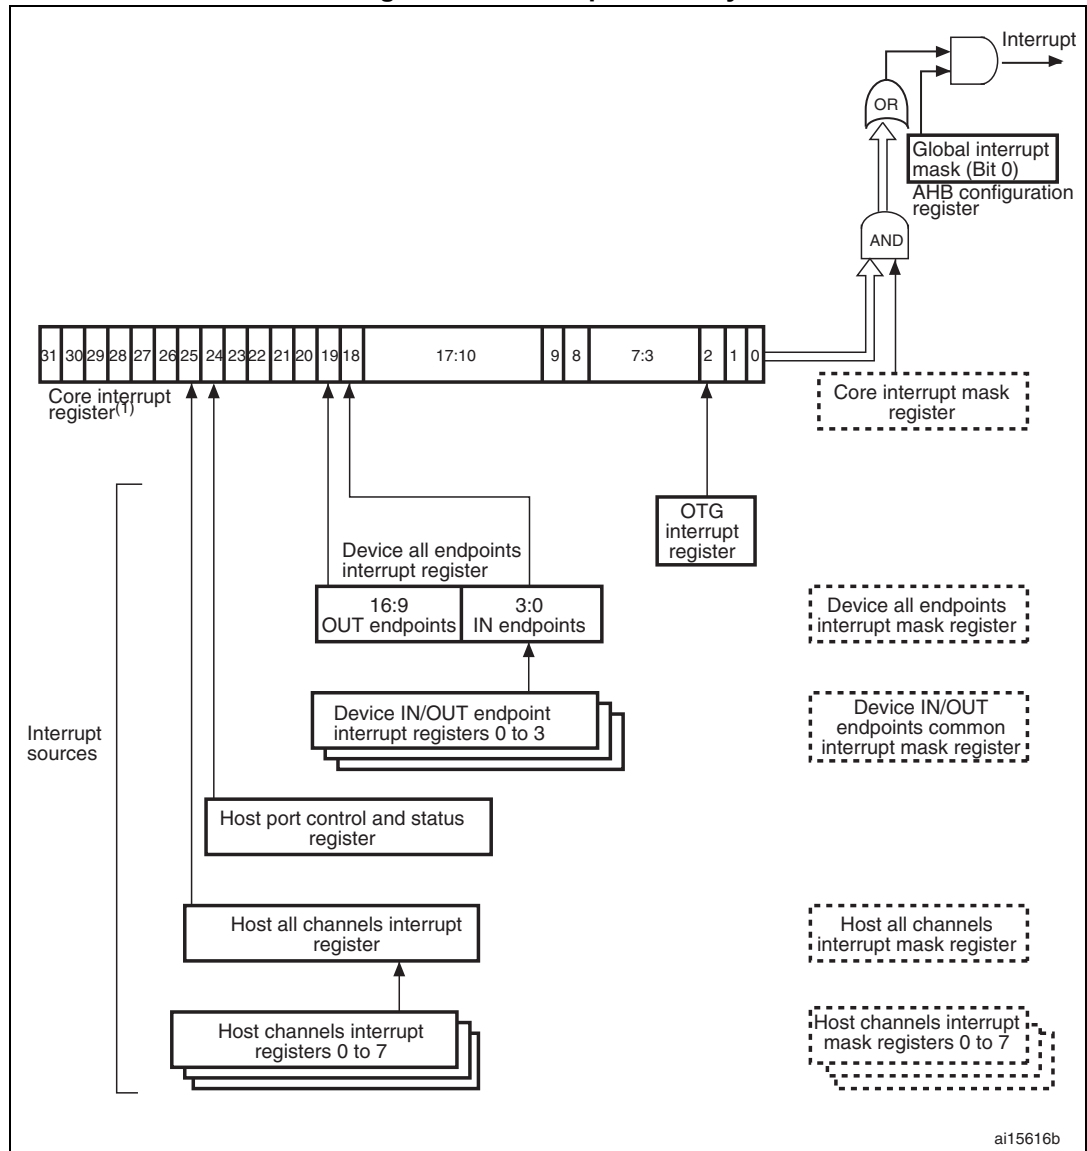 Interrupt
OR
Global interrupt
mask (Bit 0)
AHB configuration
register
AND
31 30 29 28 27 26 25 24 23 22 21 20 19 18 17:10 9 8 7:3 2 1 0
Core interrupt
register(1)
Core interrupt mask
register
OTG
interrupt
register
Device all endpoints
interrupt register
16:9
OUT endpoints
3:0
IN endpoints
Device all endpoints
interrupt mask register
Device IN/OUT endpoint
interrupt registers 0 to 3
Device IN/OUT
endpoints common
interrupt mask register
Interrupt
sources
Host port control and status
register
Host all channels interrupt
register
Host all channels
interrupt mask register
Host channels interrupt
registers 0 to 7
Host channels interrupt
mask registers 0 to 7
ai15616b